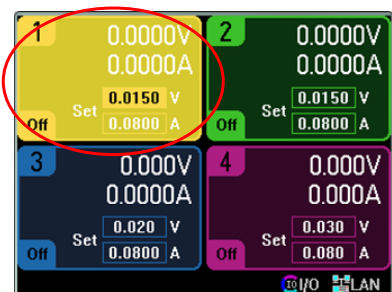 1 0.0000V
0.0000A
Set 0.0150 V
Off 0.0800 A
2 0.0000V
0.0000A
Set 0.0150 V
Off 0.0800 A
3 0.000V
0.0000A
Set 0.020 V
Off 0.0800 A
4 0.000V
0.000A
Set 0.030 V
Off 0.080 A
IO I/O LAN